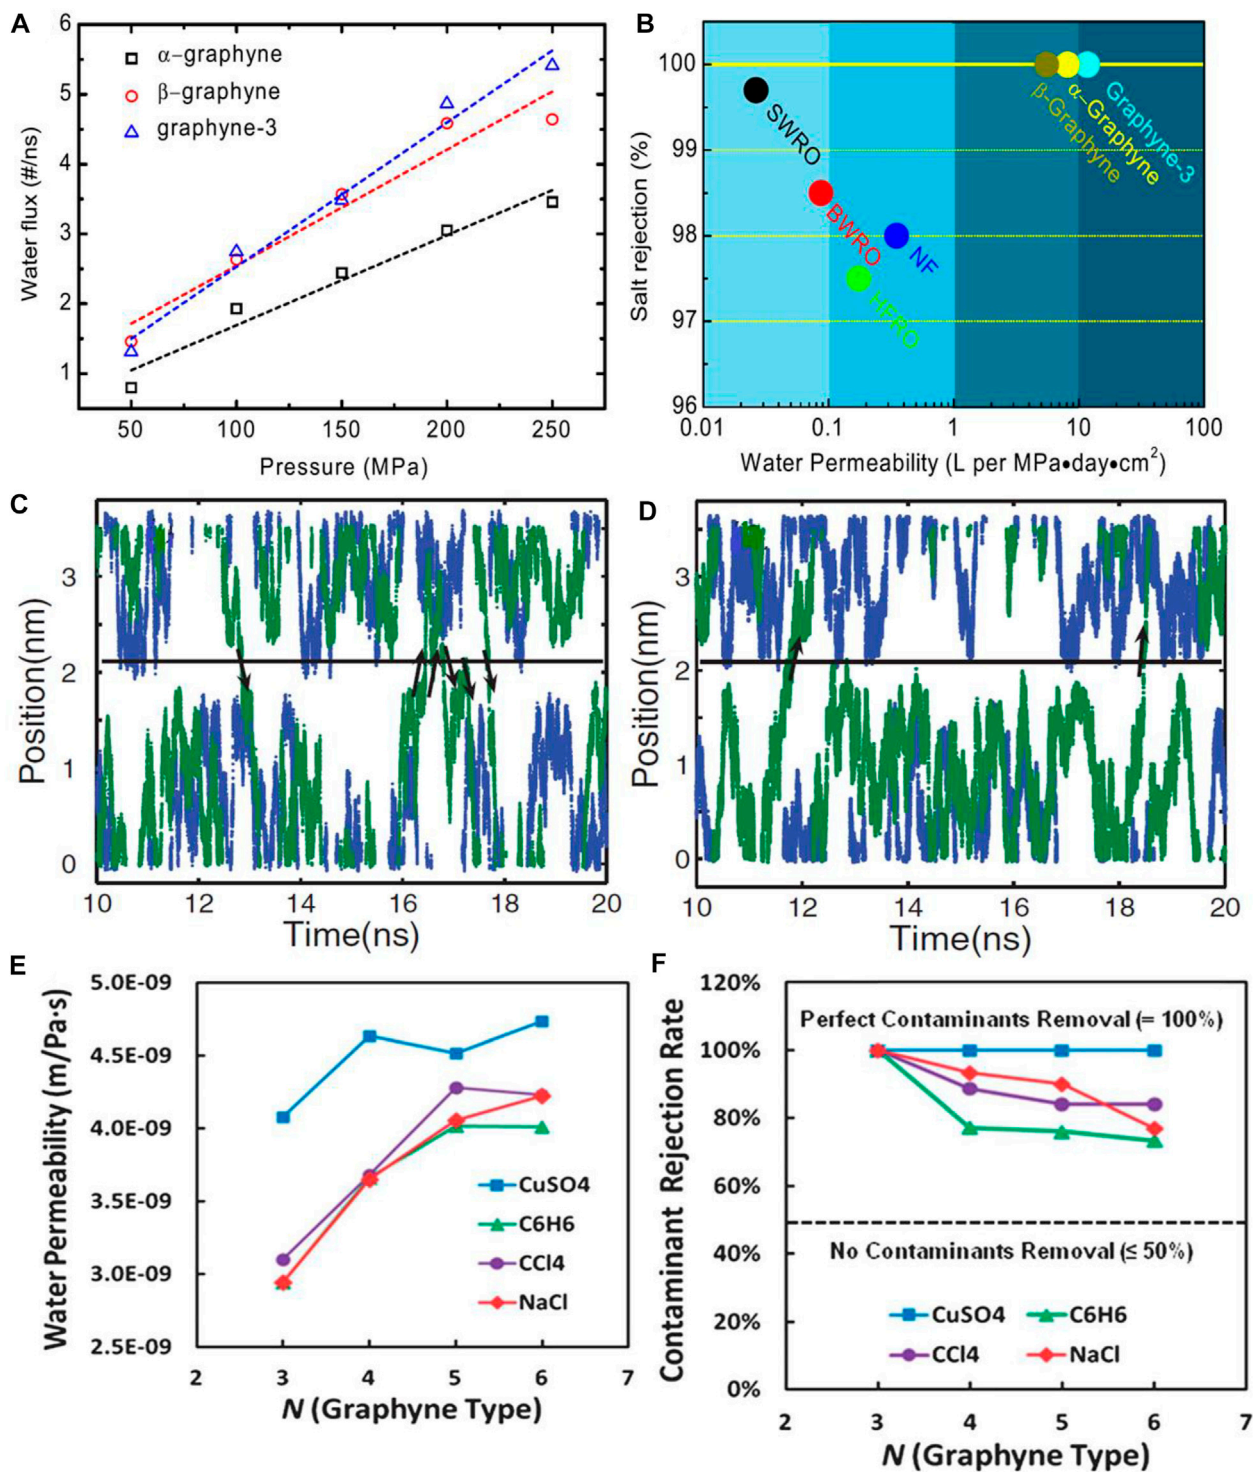 A
6
5
4
3
2
1
Water flux (#/ns)
α−graphyne
β−graphyne
graphyne-3
50 100 150 200 250
Pressure (MPa)
B
100
99
98
97
96
Salt rejection (%)
SWRO
BWRO
HFRO
NF
β-Graphyne
α-Graphyne
Graphyne-3
0.01 0.1 1 10 100
Water Permeability (L per MPa•day•cm²)
C
3
2
1
0
Position(nm)
10 12 14 16 18 20
Time(ns)
D
3
2
1
0
Position(nm)
10 12 14 16 18 20
Time(ns)
E
5.0E-09
4.5E-09
4.0E-09
3.5E-09
3.0E-09
2.5E-09
Water Permeability (m/Pa·s)
CuSO4
C6H6
CCl4
NaCl
2 3 4 5 6 7
N (Graphyne Type)
F
120%
100%
80%
60%
40%
20%
0%
Contaminant Rejection Rate
Perfect Contaminants Removal (= 100%)
No Contaminants Removal (≤ 50%)
CuSO4 C6H6
CCl4 NaCl
2 3 4 5 6 7
N (Graphyne Type)